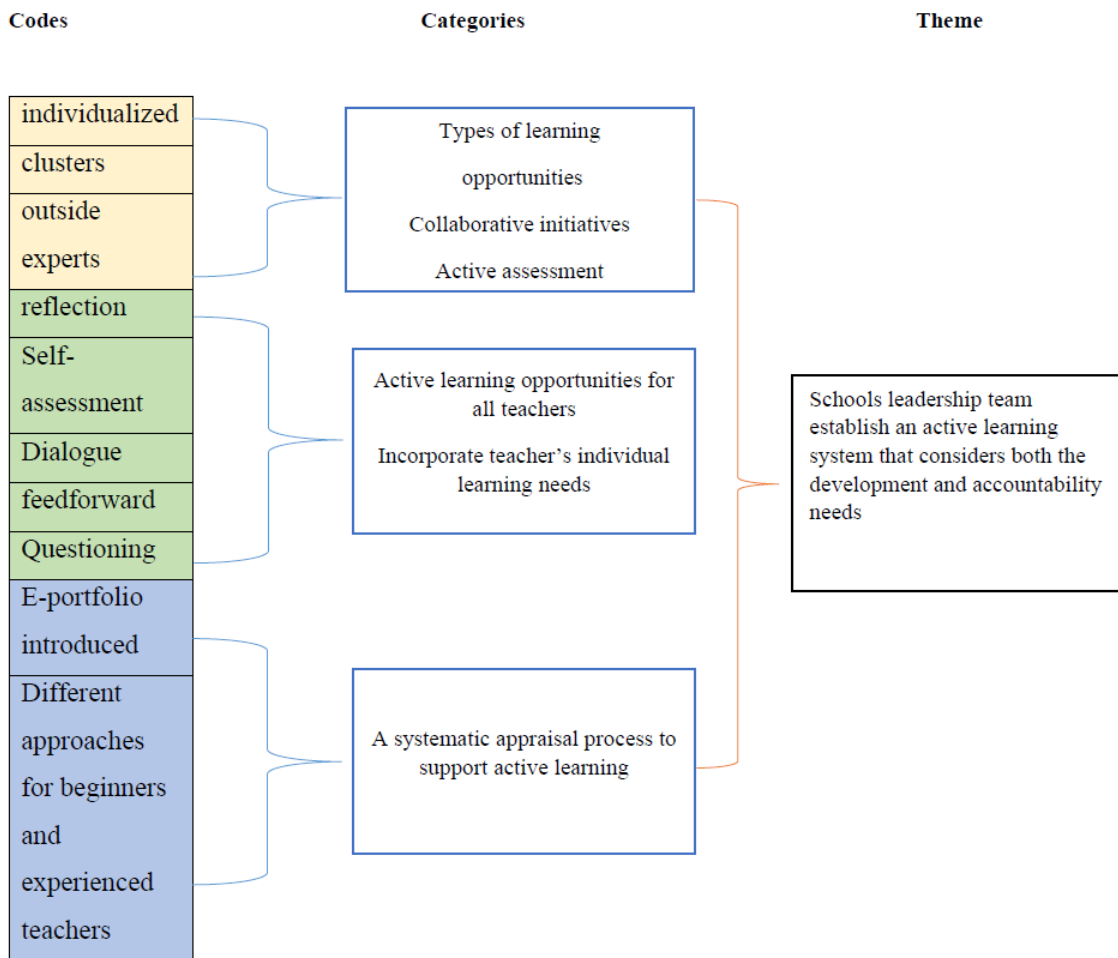 Codes
Categories
Theme
individualized
clusters
outside
experts
reflection
Self-
assessment
Dialogue
feedforward
Questioning
E-portfolio
introduced
Different
approaches
for beginners
and
experienced
teachers
Types of learning
opportunities
Collaborative initiatives
Active assessment
Active learning opportunities for
all teachers
Incorporate teacher’s individual
learning needs
A systematic appraisal process to
support active learning
Schools leadership team
establish an active learning
system that considers both the
development and accountability
needs